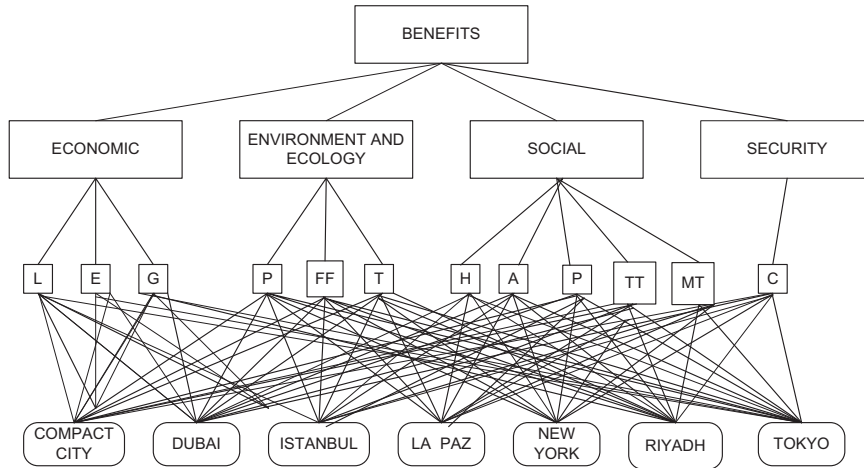 BENEFITS
ECONOMIC
ENVIRONMENT AND
ECOLOGY
SOCIAL
SECURITY
L
E
G
P
FF
T
H
A
P
TT
MT
C
COMPACT
CITY
DUBAI
ISTANBUL
LA PAZ
NEW
YORK
RIYADH
TOKYO